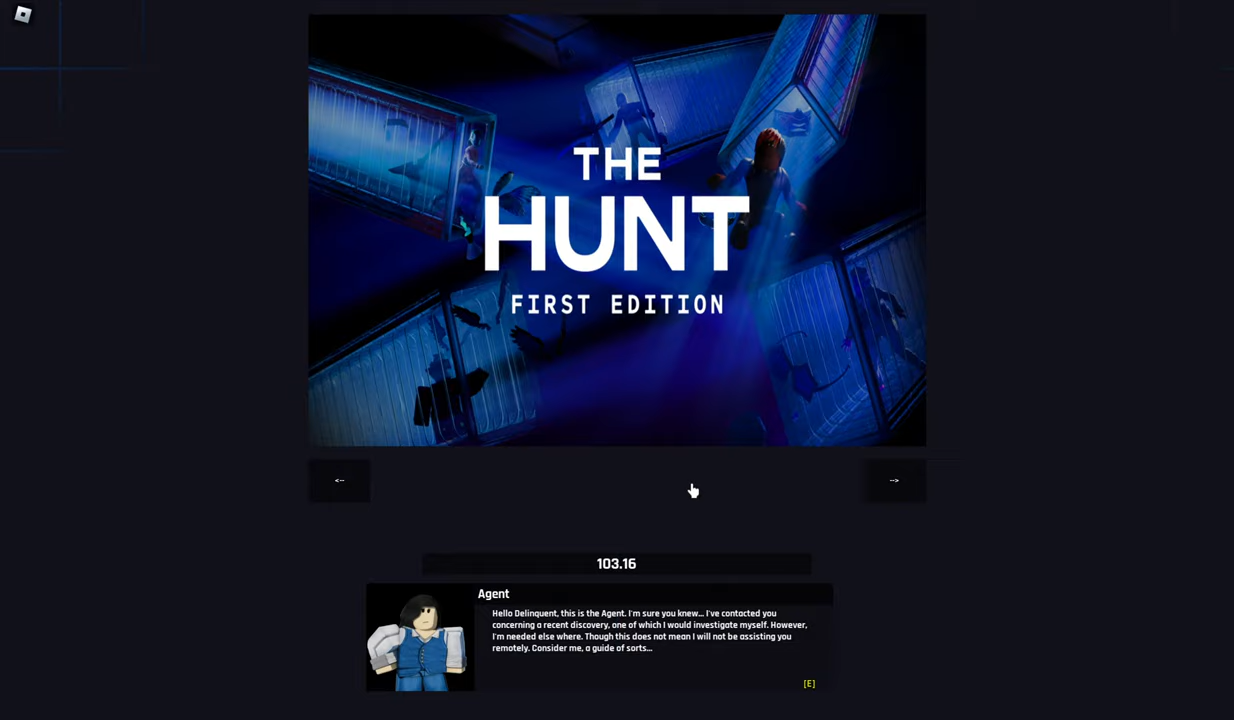 THE
HUNT
FIRST EDITION
<-- -->
103.16
Agent
Hello Delinquent, this is the Agent. I'm sure you knew... I've contacted you
concerning a recent discovery, one of which I would investigate myself. However,
I'm needed else where. Though this does not mean I will not be assisting you
remotely. Consider me, a guide of sorts...
[E]